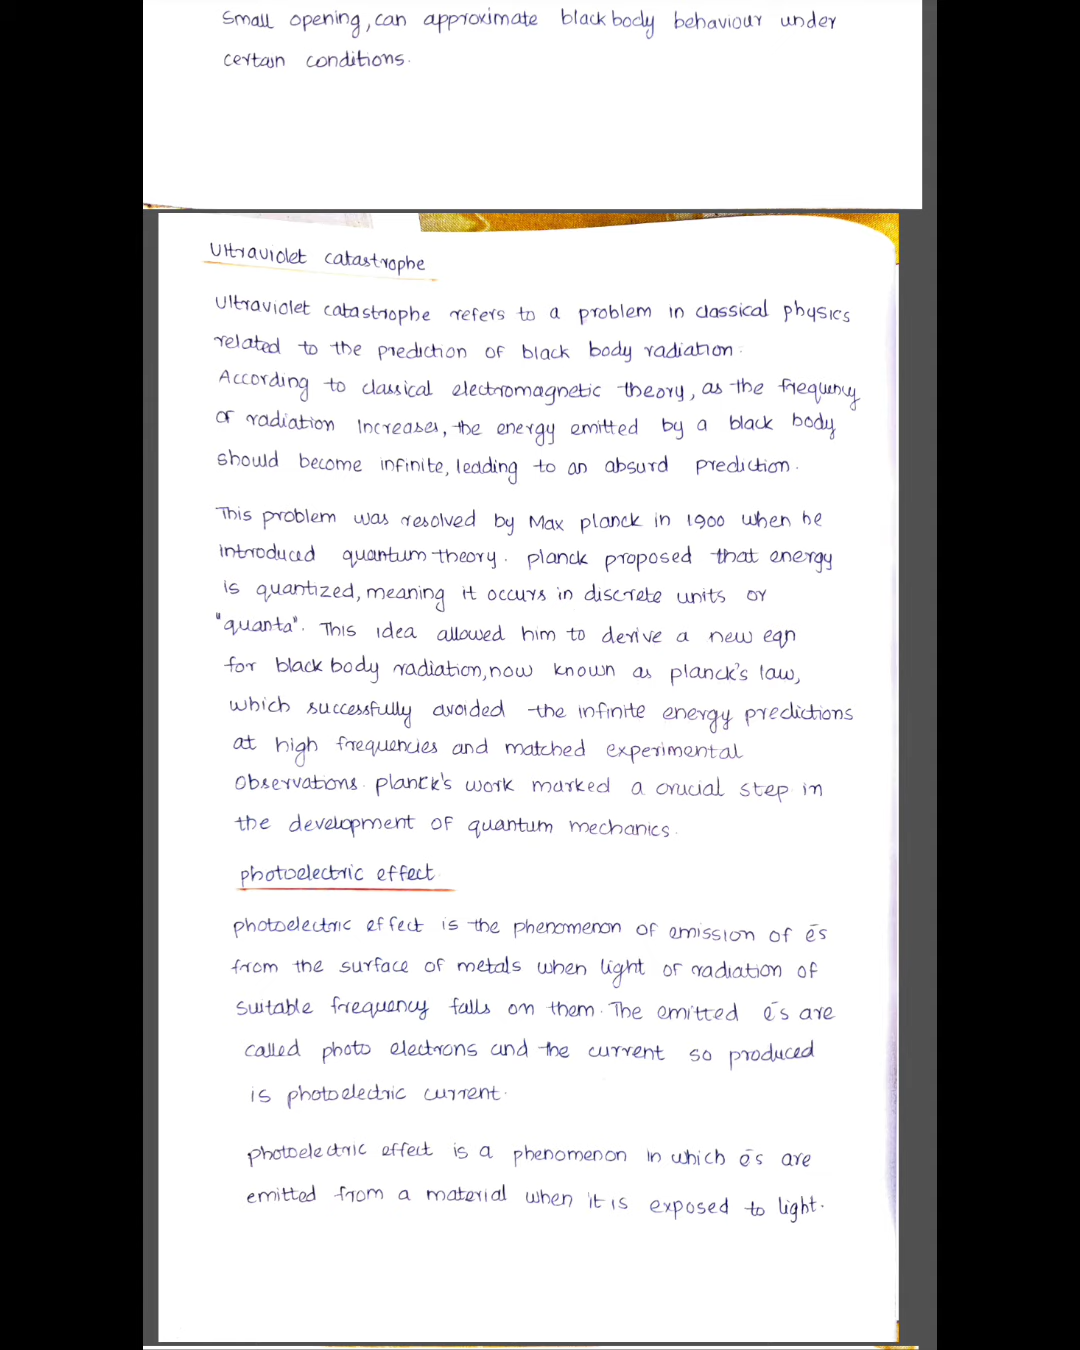 Small opening, can approximate black body behaviour under
certain conditions.
Ultraviolet catastrophe
Ultraviolet catastrophe refers to a problem in classical physics
related to the prediction of black body radiation.
According to classical electromagnetic theory, as the frequency
of radiation Increases, the energy emitted by a black body
should become infinite, leading to an absurd prediction.
This problem was resolved by Max planck in 1900 when he
introduced quantum theory. planck proposed that energy
is quantized, meaning it occurs in discrete units or
"quanta". This idea allowed him to derive a new eqn
for black body radiation, now known as planck's law,
which successfully avoided the infinite energy predictions
at high frequencies and matched experimental
Observations. planck's work marked a crucial step in
the development of quantum mechanics.
photoelectric effect
photoelectric effect is the phenomenon of emission of ēs
from the surface of metals when light or radiation of
suitable frequency falls on them. The emitted ēs are
called photo electrons and the current so produced
is photoelectric current.
photoelectric effect is a phenomenon in which ēs are
emitted from a material when it is exposed to light.